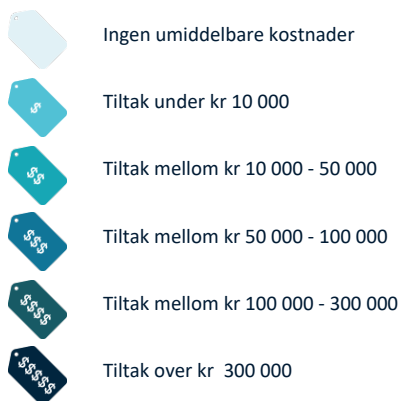 Ingen umiddelbare kostnader
$ Tiltak under kr 10 000
$$ Tiltak mellom kr 10 000 - 50 000
$$$ Tiltak mellom kr 50 000 - 100 000
$$$$ Tiltak mellom kr 100 000 - 300 000
$$$$$ Tiltak over kr  300 000